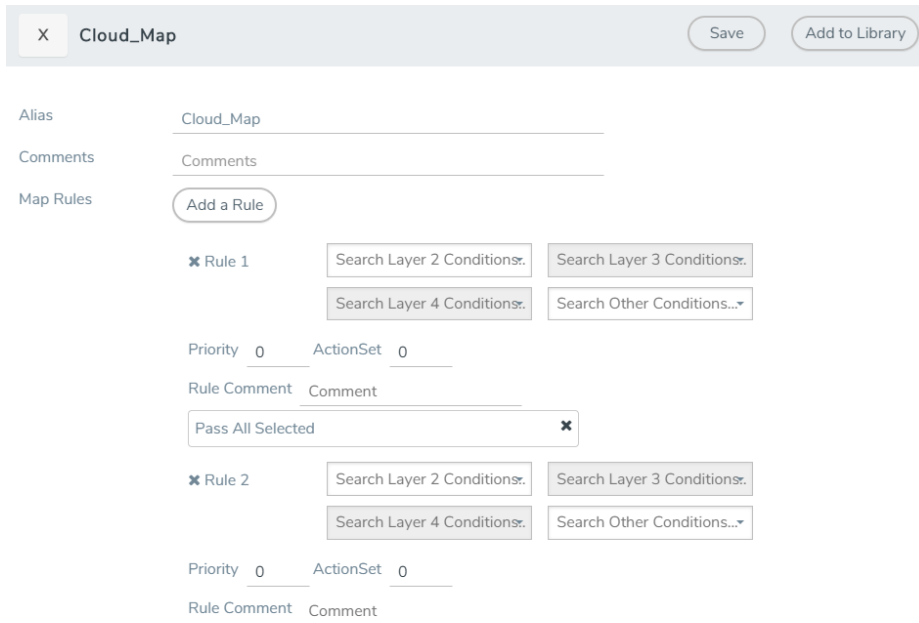 X Cloud_Map Save Add to Library
Alias Cloud_Map
Comments Comments
Map Rules Add a Rule
✖ Rule 1 Search Layer 2 Conditions.. Search Layer 3 Conditions..
Search Layer 4 Conditions.. Search Other Conditions...
Priority 0 ActionSet 0
Rule Comment Comment
Pass All Selected ✖
✖ Rule 2 Search Layer 2 Conditions.. Search Layer 3 Conditions..
Search Layer 4 Conditions.. Search Other Conditions...
Priority 0 ActionSet 0
Rule Comment Comment